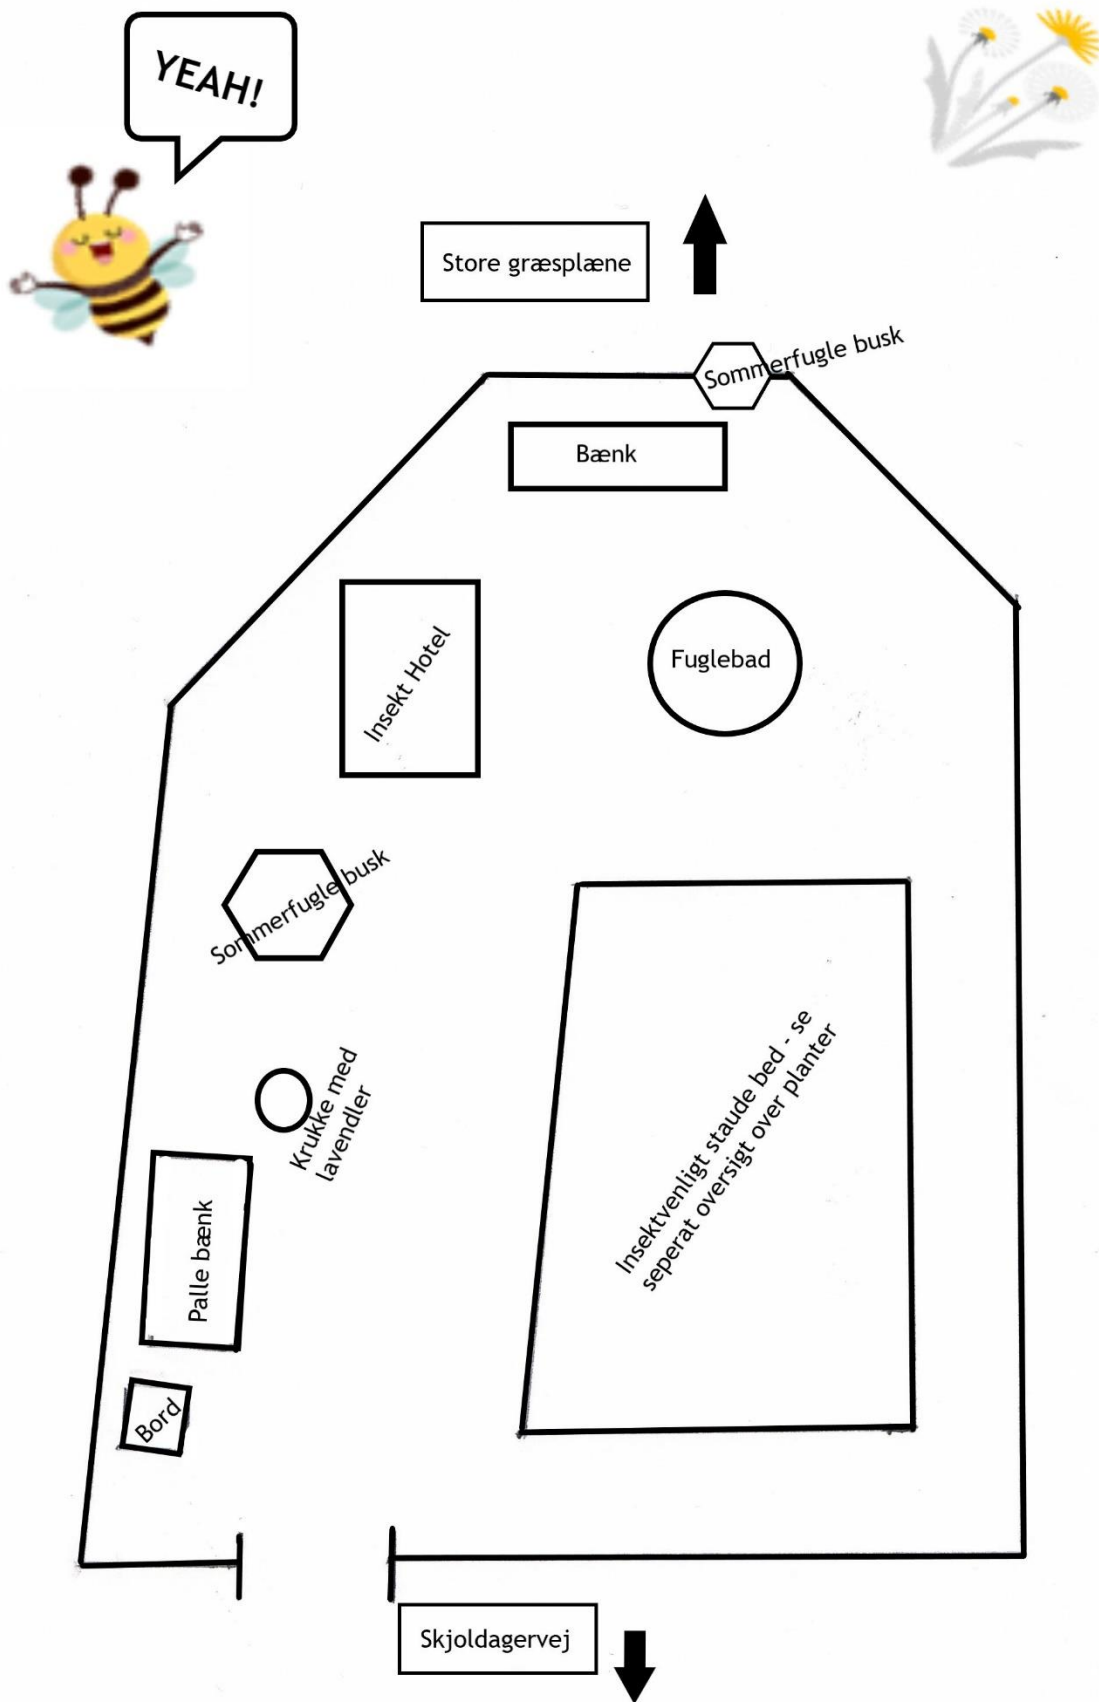 YEAH!
Store græsplæne
Sommerfugle busk
Bænk
Insekt Hotel
Fuglebad
Sommerfugle busk
Krukke med
lavendler
Insektvenligt staude bed - se
seperat oversigt over planter
Palle bænk
Bord
Skjoldagervej